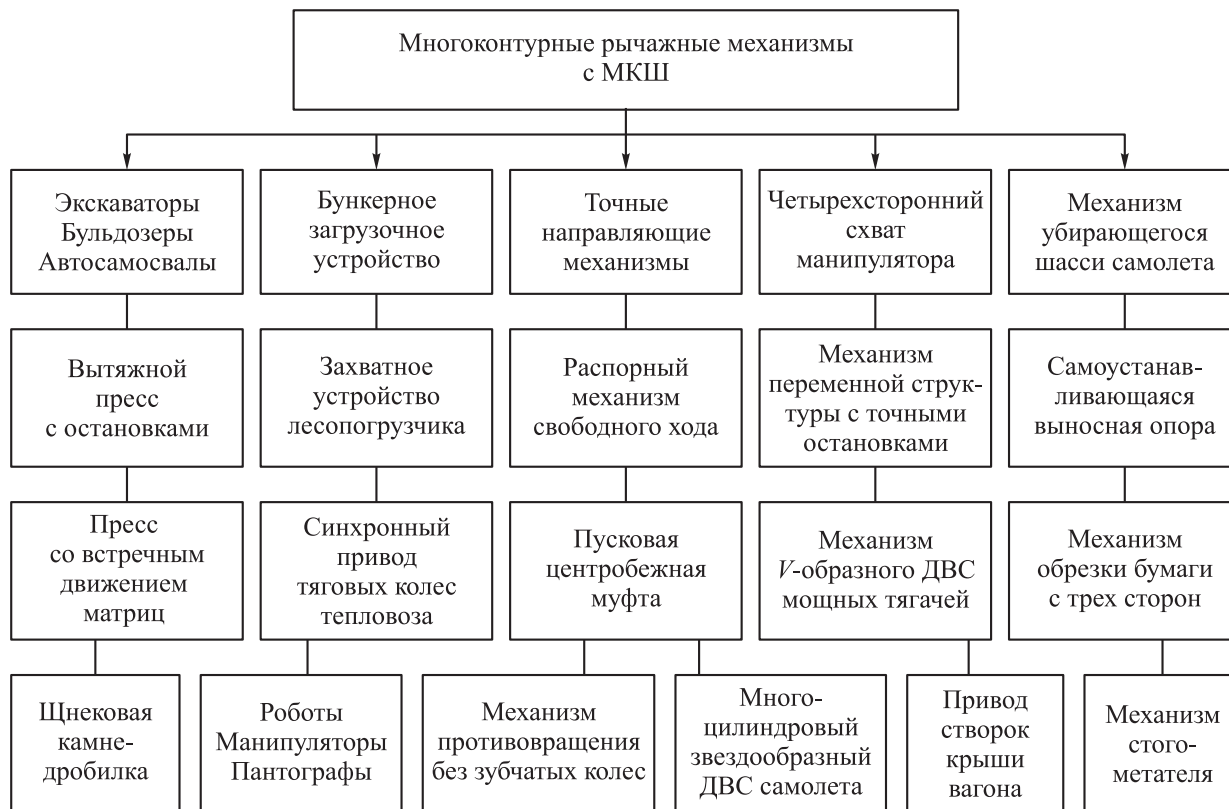 Многоконтурные рычажные механизмы
с МКШ
Экскаваторы
Бульдозеры
Автосамосвалы
Бункерное
загрузочное
устройство
Точные
направляющие
механизмы
Четырехсторонний
схват
манипулятора
Механизм
убирающегося
шасси самолета
Вытяжной
пресс
с остановками
Захватное
устройство
лесопогрузчика
Распорный
механизм
свободного хода
Механизм
переменной струк-
туры с точными
остановками
Самоустанав-
ливающаяся
выносная опора
Пресс
со встречным
движением
матриц
Синхронный
привод
тяговых колес
тепловоза
Пусковая
центробежная
муфта
Механизм
V-образного ДВС
мощных тягачей
Механизм
обрезки бумаги
с трех сторон
Щнековая
камне-
дробилка
Роботы
Манипуляторы
Пантографы
Механизм
противовращения
без зубчатых колес
Много-
цилиндровый
звездообразный
ДВС самолета
Привод
створок
крыши
вагона
Механизм
стого-
метателя